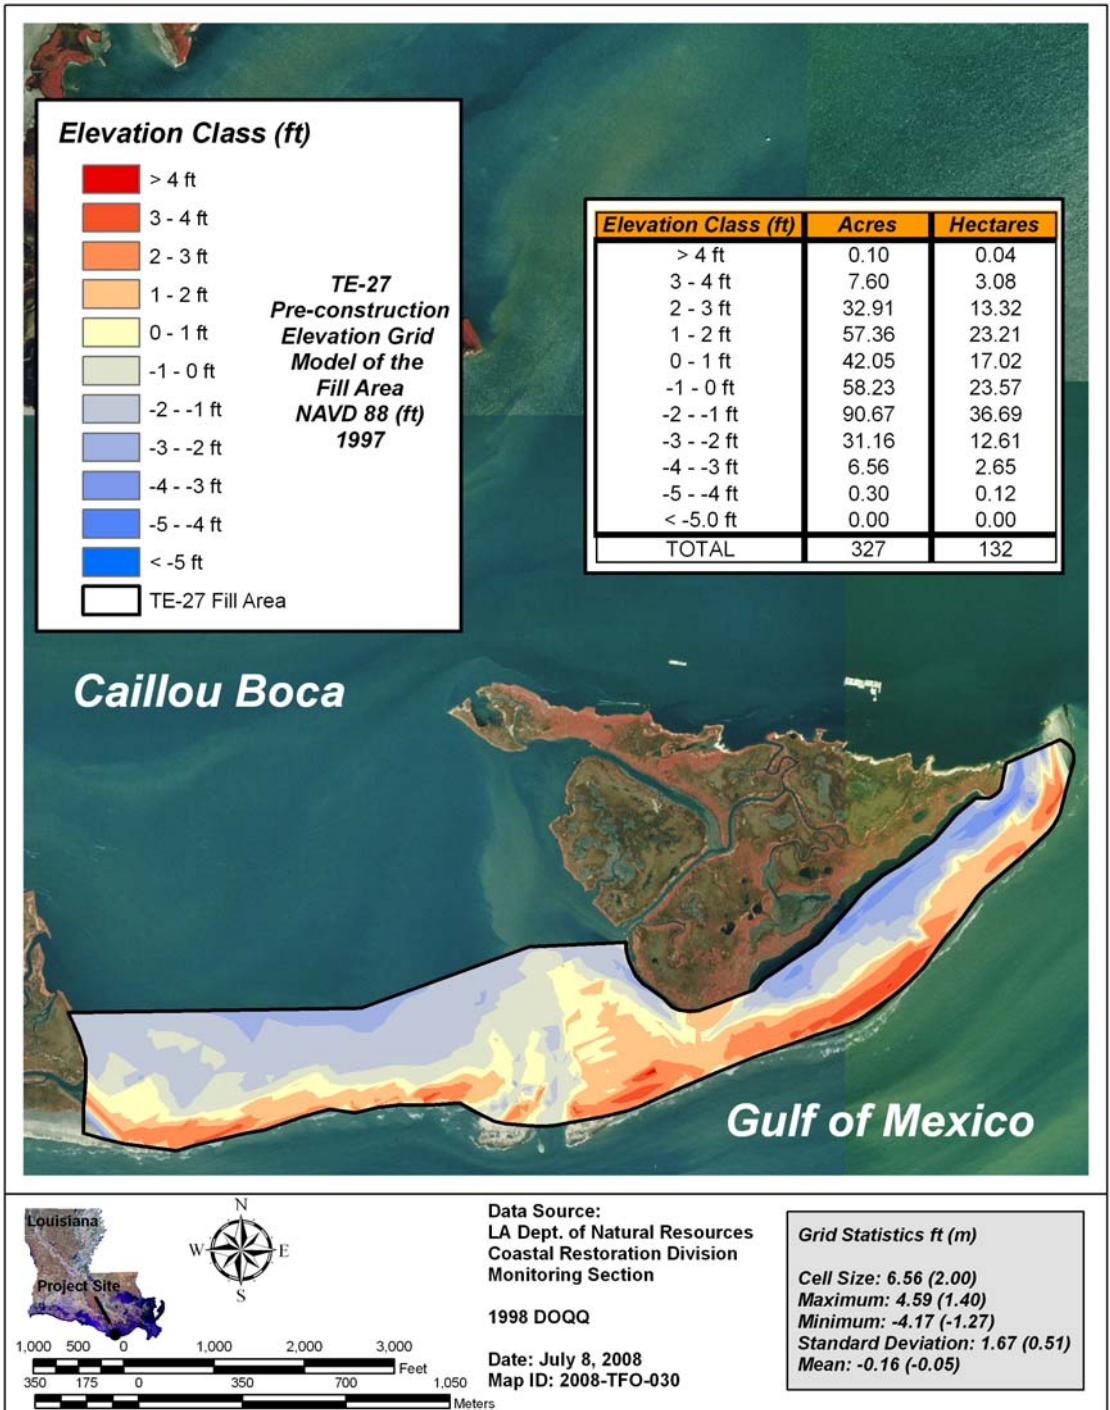 Elevation Class (ft)
> 4 ft
3 - 4 ft
2 - 3 ft
1 - 2 ft
0 - 1 ft
-1 - 0 ft
-2 - -1 ft
-3 - -2 ft
-4 - -3 ft
-5 - -4 ft
< -5 ft
TE-27 Fill Area
TE-27
Pre-construction
Elevation Grid
Model of the
Fill Area
NAVD 88 (ft)
1997
Elevation Class (ft) Acres Hectares
> 4 ft 0.10 0.04
3 - 4 ft 7.60 3.08
2 - 3 ft 32.91 13.32
1 - 2 ft 57.36 23.21
0 - 1 ft 42.05 17.02
-1 - 0 ft 58.23 23.57
-2 - -1 ft 90.67 36.69
-3 - -2 ft 31.16 12.61
-4 - -3 ft 6.56 2.65
-5 - -4 ft 0.30 0.12
< -5.0 ft 0.00 0.00
TOTAL 327 132
Caillou Boca
Gulf of Mexico
Louisiana
Project Site
N
W E
S
1,000 500 0 1,000 2,000 3,000
Feet
350 175 0 350 700 1,050
Meters
Data Source:
LA Dept. of Natural Resources
Coastal Restoration Division
Monitoring Section
1998 DOQQ
Date: July 8, 2008
Map ID: 2008-TFO-030
Grid Statistics ft (m)
Cell Size: 6.56 (2.00)
Maximum: 4.59 (1.40)
Minimum: -4.17 (-1.27)
Standard Deviation: 1.67 (0.51)
Mean: -0.16 (-0.05)